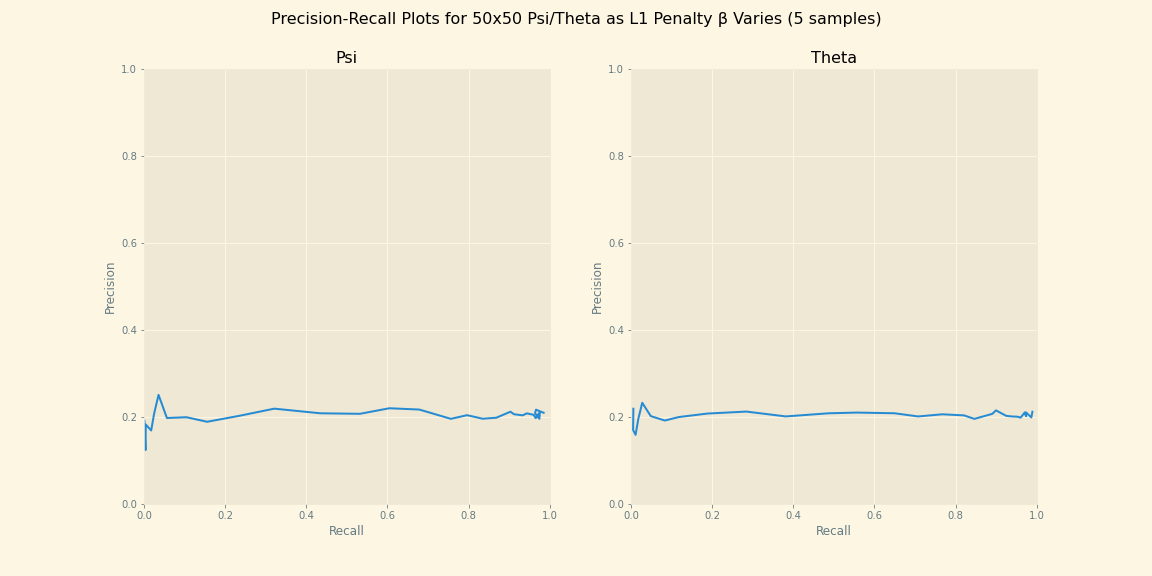 Precision-Recall Plots for 50x50 Psi/Theta as L1 Penalty β Varies (5 samples)
Psi
1.0
0.8
0.6
0.4
0.2
0.0
Precision
0.0 0.2 0.4 0.6 0.8 1.0
Recall
Theta
1.0
0.8
0.6
0.4
0.2
0.0
Precision
0.0 0.2 0.4 0.6 0.8 1.0
Recall